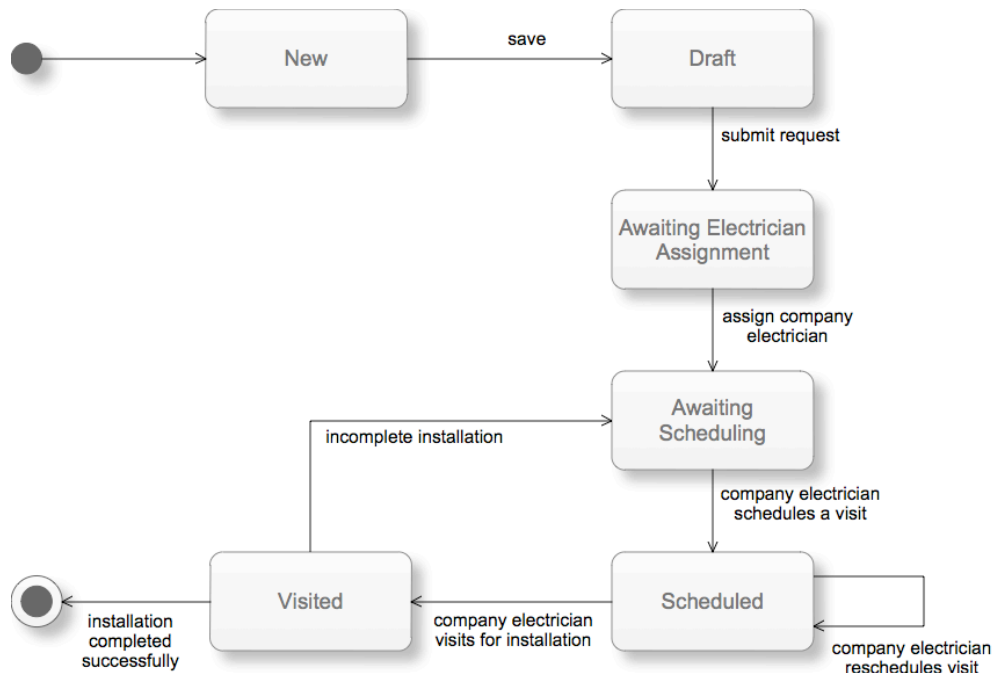 New
save
Draft
submit request
Awaiting Electrician
Assignment
assign company
electrician
Awaiting
Scheduling
incomplete installation
company electrician
schedules a visit
Scheduled
company electrician
reschedules visit
company electrician
visits for installation
Visited
installation
completed
successfully